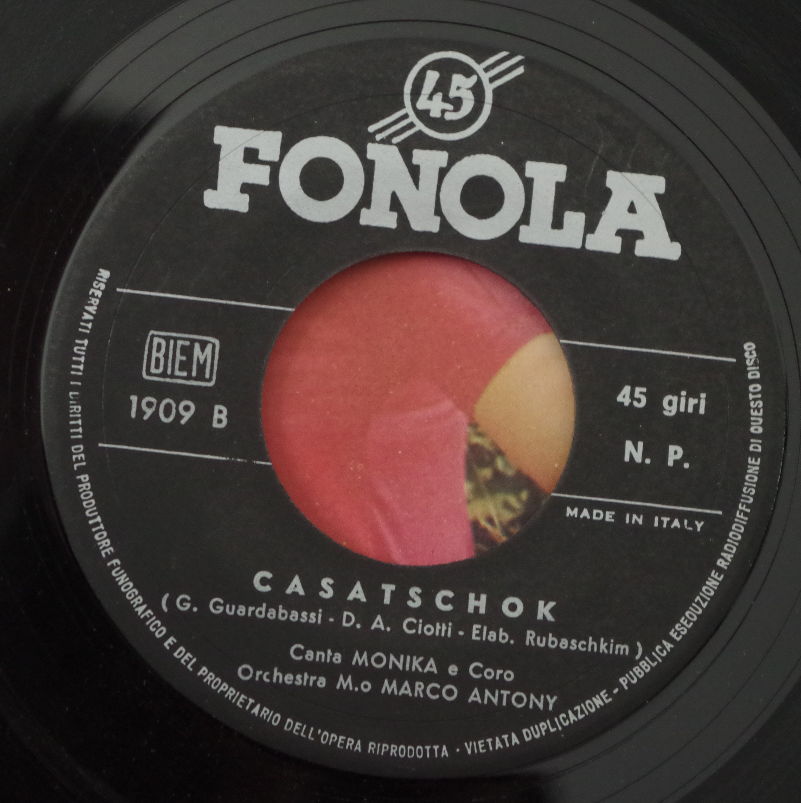 45
FONOLA
BIEM
1909 B
45 giri
N. P.
MADE IN ITALY
CASATSCHOK
( G. Guardabassi - D. A. Ciotti - Elab. Rubaschkim )
Canta MONIKA e Coro
Orchestra M.o MARCO ANTONY
RISERVATI TUTTI I DIRITTI DEL PRODUTTORE FUNOGRAFICO E DEL PROPRIETARIO DELL'OPERA RIPRODOTTA - VIETATA DUPLICAZIONE - PUBBLICA ESECUZIONE RADIODIFFUSIONE DI QUESTO DISCO